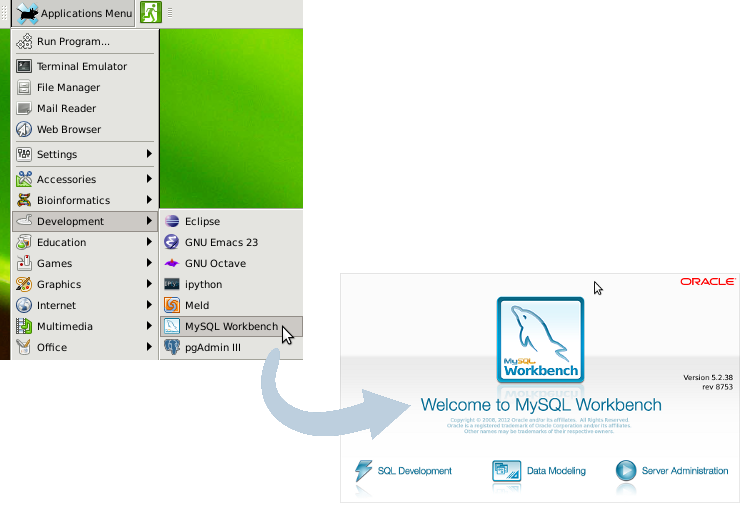 Applications Menu
Run Program...
Terminal Emulator
File Manager
Mail Reader
Web Browser
Settings
Accessories
Bioinformatics
Development
Education
Games
Graphics
Internet
Multimedia
Office
Eclipse
GNU Emacs 23
GNU Octave
ipython
Meld
MySQL Workbench
pgAdmin III
ORACLE
MySQL
Workbench
Version 5.2.38
rev 8753
Welcome to MySQL Workbench
Copyright © 2008, 2012 Oracle and/or its affiliates. All Rights Reserved.
Oracle is a registered trademark of Oracle Corporation and/or its affiliates.
Other names may be trademarks of their respective owners.
SQL Development
Data Modeling
Server Administration